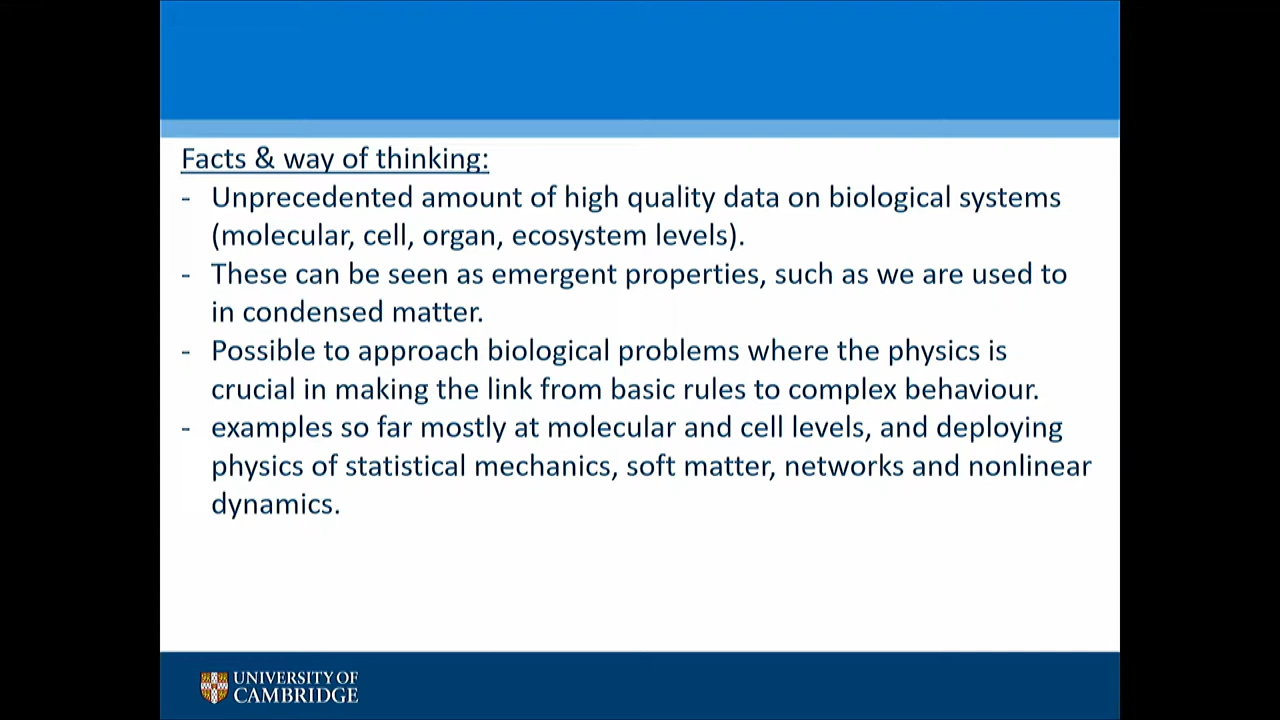 Facts & way of thinking:
- Unprecedented amount of high quality data on biological systems
(molecular, cell, organ, ecosystem levels).
- These can be seen as emergent properties, such as we are used to
in condensed matter.
- Possible to approach biological problems where the physics is
crucial in making the link from basic rules to complex behaviour.
- examples so far mostly at molecular and cell levels, and deploying
physics of statistical mechanics, soft matter, networks and nonlinear
dynamics.
UNIVERSITY OF
CAMBRIDGE